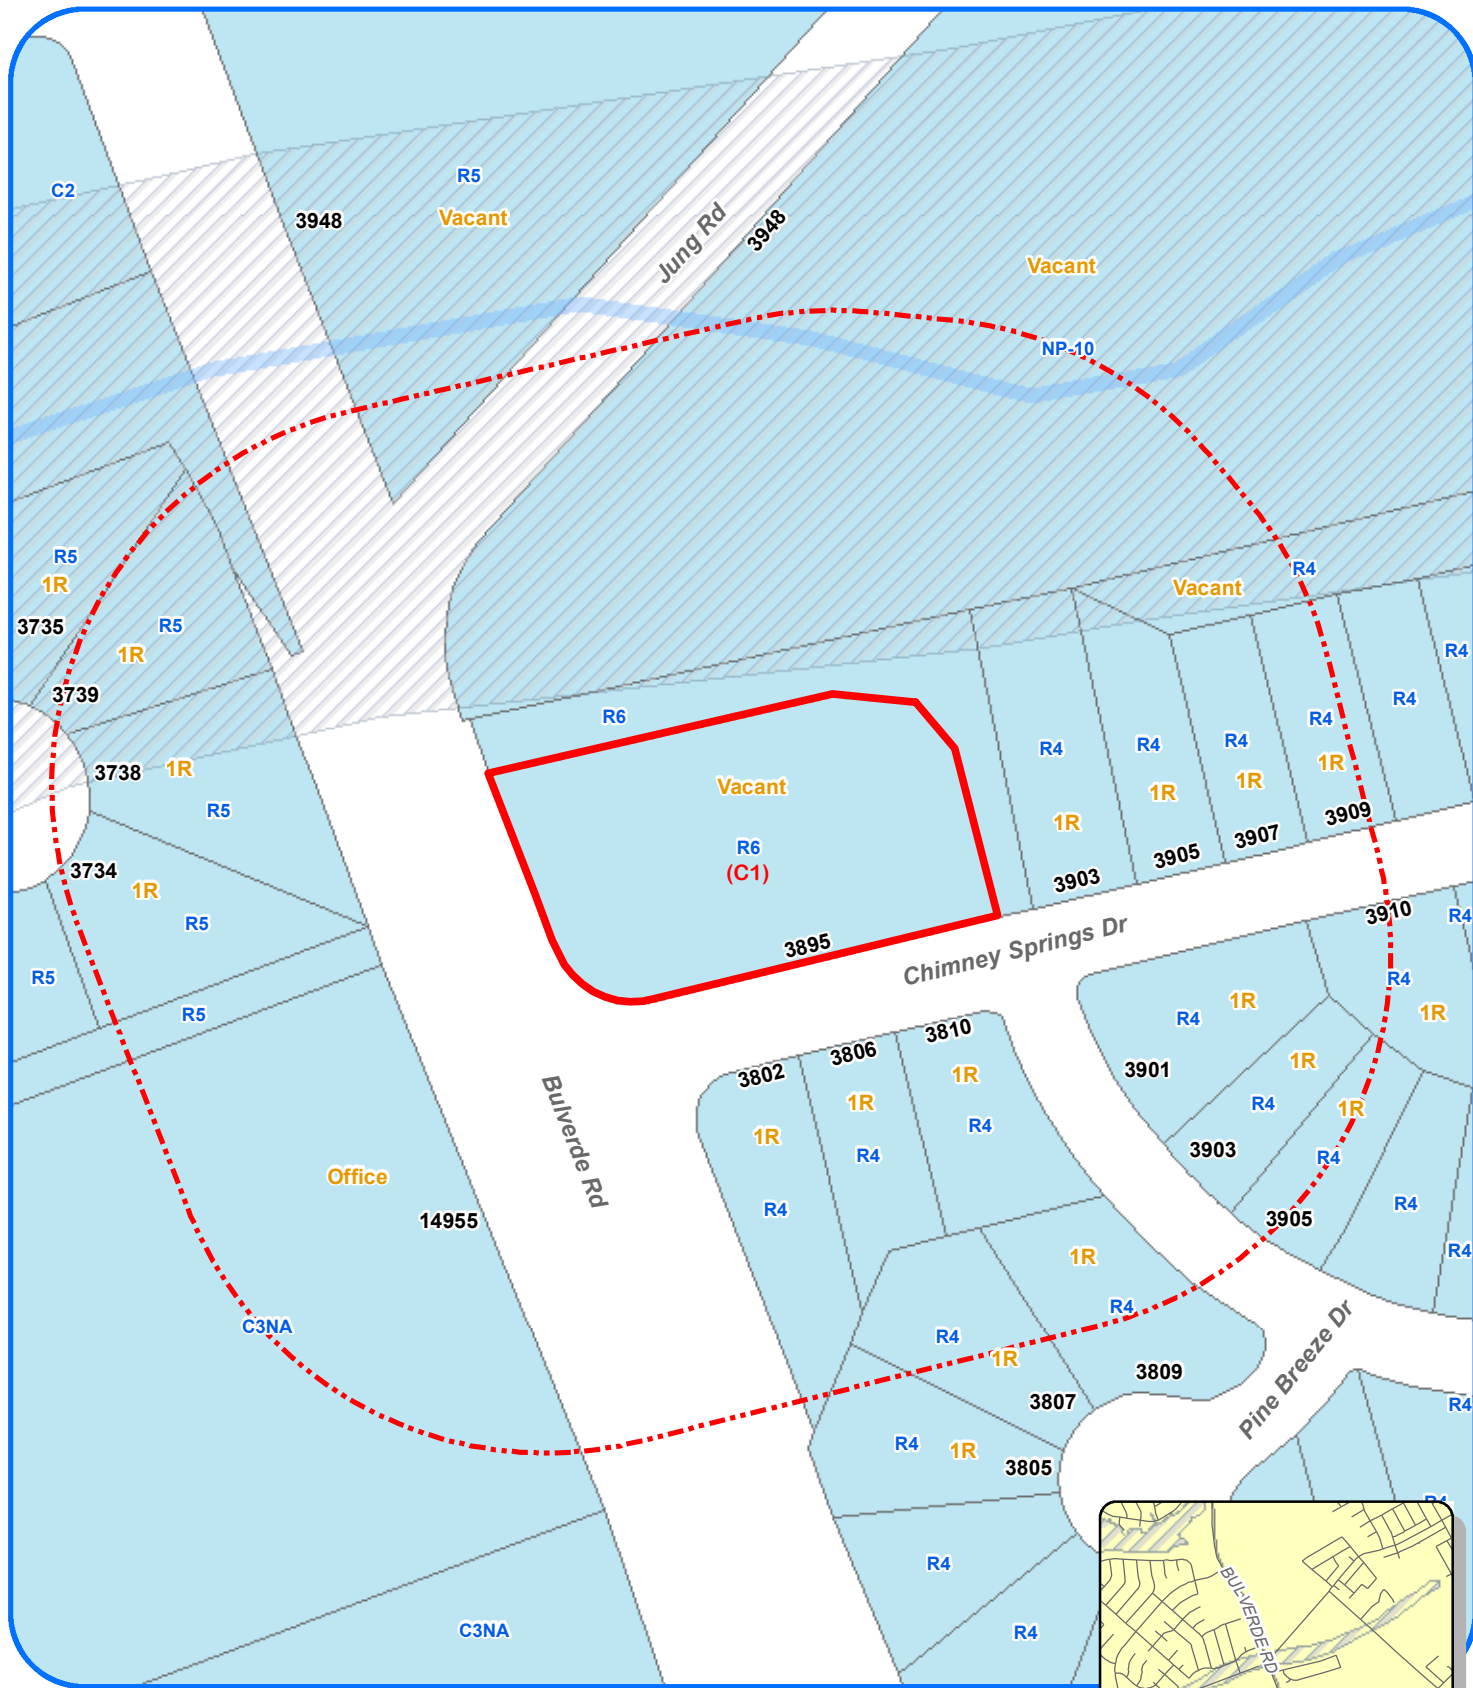 C2
R5
Vacant
3948
Jung Rd
3948
Vacant
NP-10
R5
1R
3735
R5
1R
3739
R4
Vacant
R4
R6
3738
1R
R5
Vacant
R6
(C1)
3895
R4
1R
3903
R4
1R
3905
R4
1R
3907
R4
1R
3909
R4
3734
1R
R5
R5
R5
Chimney Springs Dr
3910
R4
R4
1R
1R
R4
3901
1R
R4
3903
1R
R4
3905
R4
R4
3802
1R
R4
3806
1R
R4
3810
1R
R4
Bulverde Rd
Office
14955
C3NA
1R
R4
R4
1R
3809
3807
Pine Breeze Dr
R4
R4
1R
3805
R4
R4
R4
C3NA
BULVERDE RD